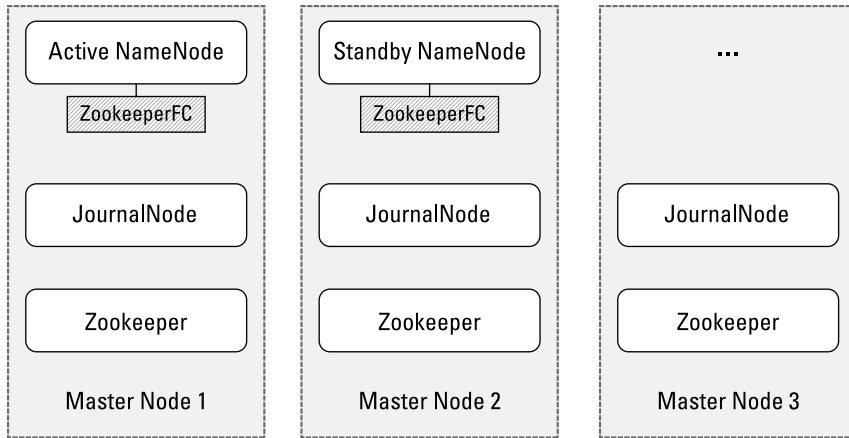 Active NameNode
ZookeeperFC
JournalNode
Zookeeper
Master Node 1
Standby NameNode
ZookeeperFC
JournalNode
Zookeeper
Master Node 2
...
JournalNode
Zookeeper
Master Node 3